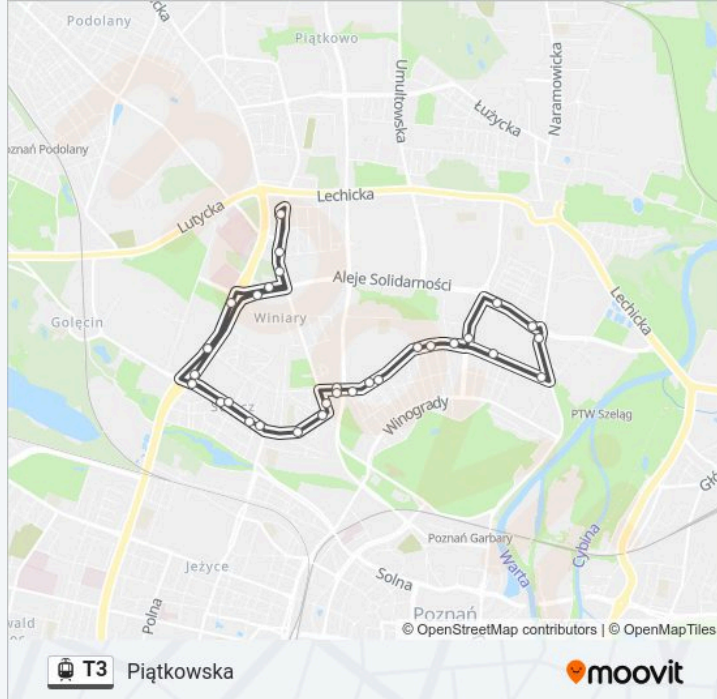 Podolany
Piątkowo
Umultowska
Łużycka
Naramowicka
oznań Podolany
Lechicka
Lutycka
Aleje Solidarności
Lechicka
Golęcin
Winiary
Winogrady
PTW Szeląg
Poznań Garbary
Warta
Cybina
Jeżyce
Solna
Polna
Poznań
© OpenStreetMap contributors | © OpenMapTiles
T3 Piątkowska
moovit